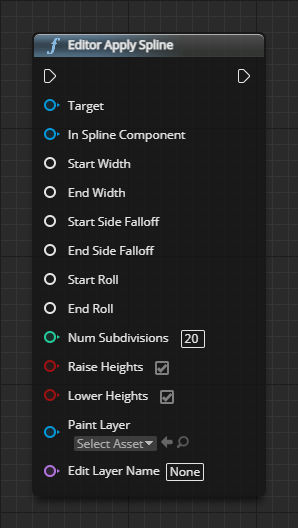 f Editor Apply Spline
Target
In Spline Component
Start Width
End Width
Start Side Falloff
End Side Falloff
Start Roll
End Roll
Num Subdivisions 20
Raise Heights
Lower Heights
Paint Layer
Select Asset
Edit Layer Name None